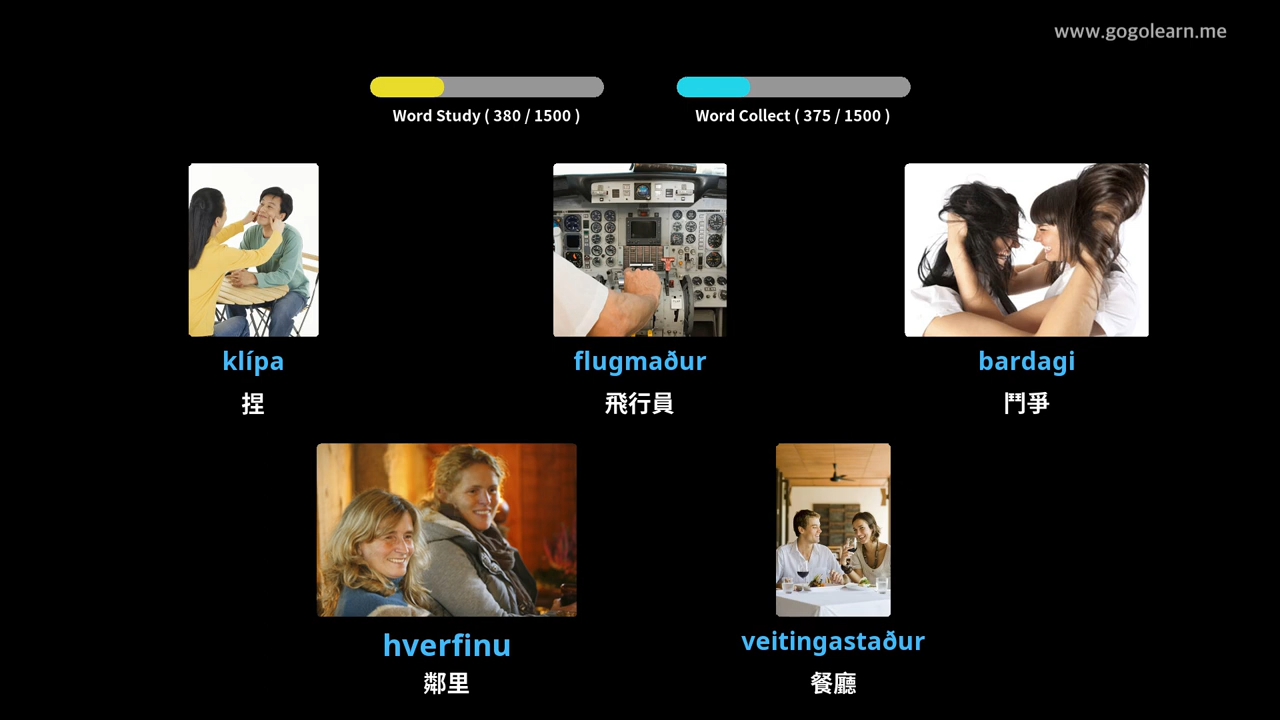 www.gogolearn.me
Word Study ( 380 / 1500 )
Word Collect ( 375 / 1500 )
klípa
flugmaður
bardagi
捏
飛行員
鬥爭
hverfinu
veitingastaður
鄰里
餐廳